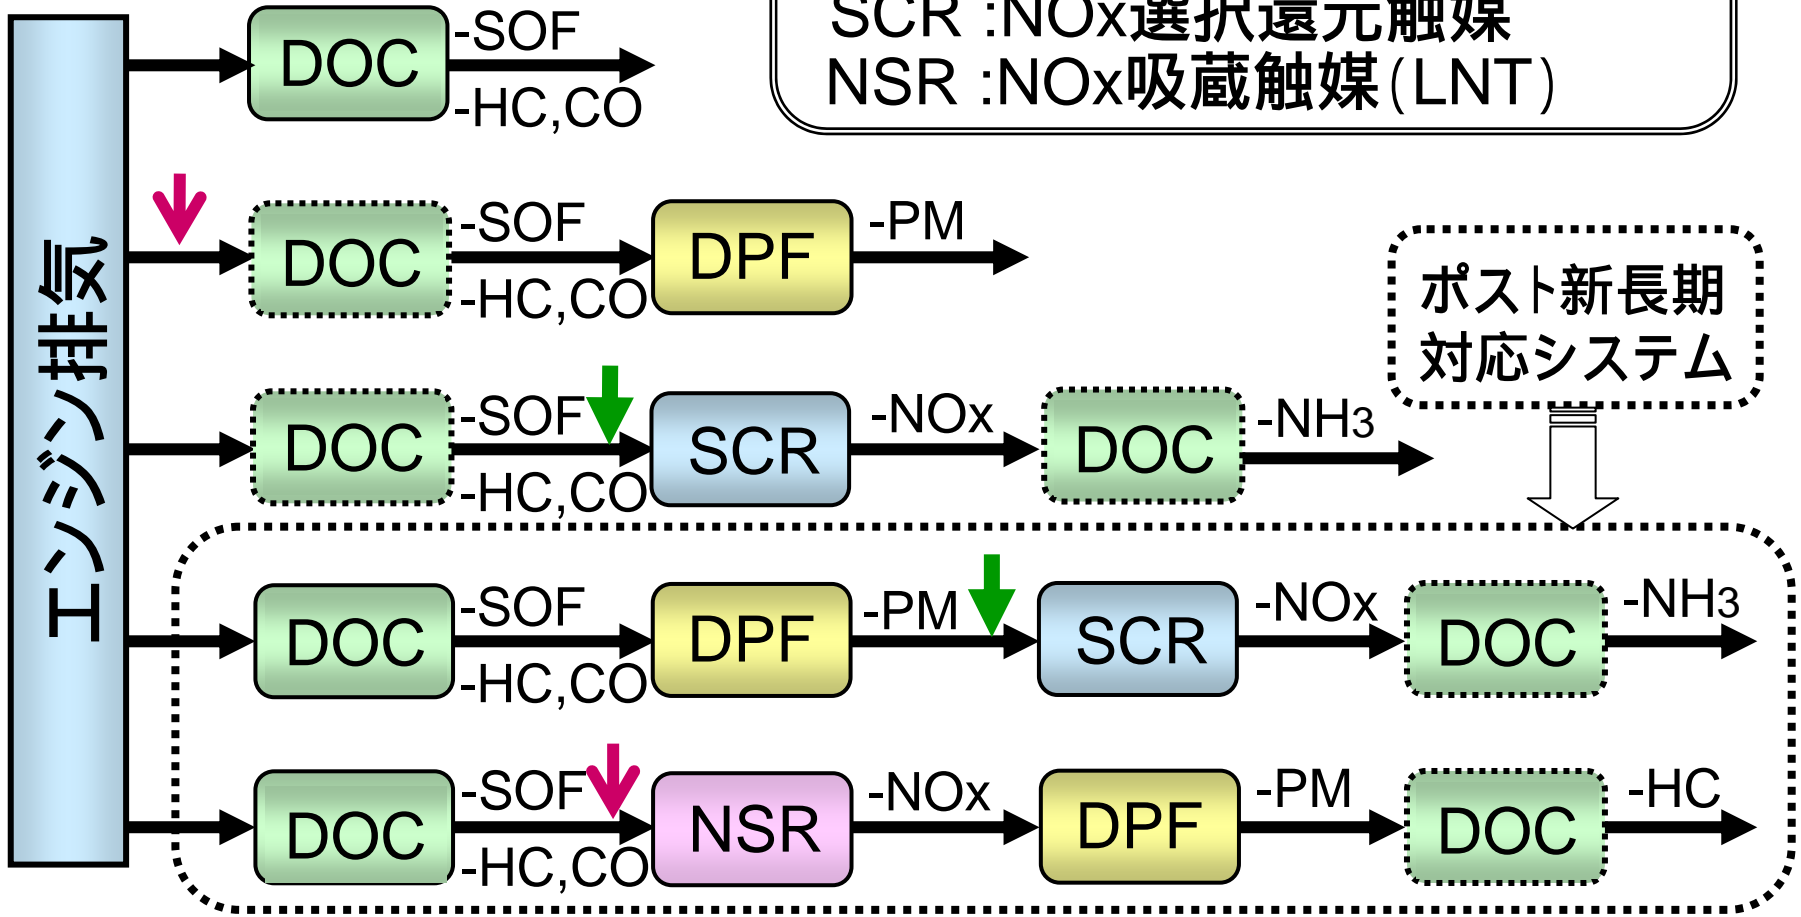 SCR :NOx選択還元触媒
NSR :NOx吸蔵触媒(LNT)
エンジン排気
DOC
-SOF
-HC,CO
DOC
-SOF
-HC,CO
DPF
-PM
ポスト新長期
対応システム
DOC
-SOF
-HC,CO
SCR
-NOx
DOC
-NH3
DOC
-SOF
-HC,CO
DPF
-PM
SCR
-NOx
DOC
-NH3
DOC
-SOF
-HC,CO
NSR
-NOx
DPF
-PM
DOC
-HC